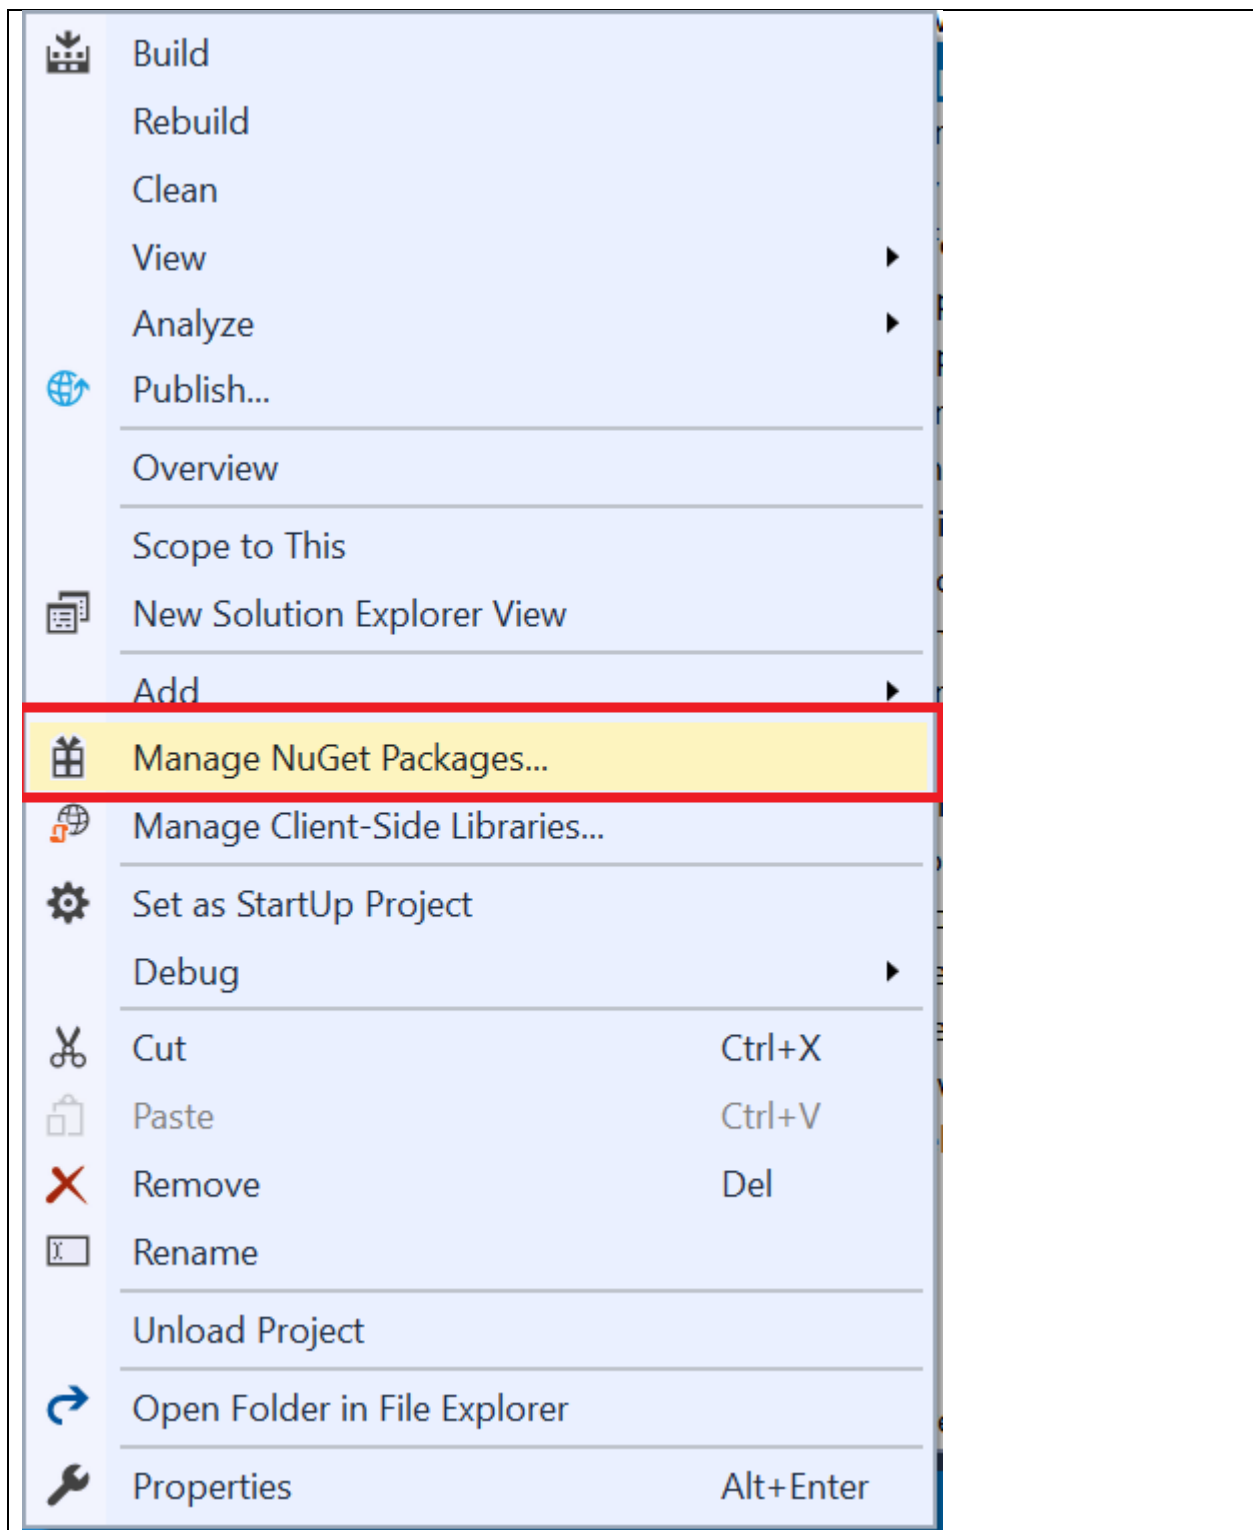 Build
Rebuild
Clean
View
Analyze
Publish...
Overview
Scope to This
New Solution Explorer View
Add
Manage NuGet Packages...
Manage Client-Side Libraries...
Set as StartUp Project
Debug
Cut Ctrl+X
Paste Ctrl+V
Remove Del
Rename
Unload Project
Open Folder in File Explorer
Properties Alt+Enter